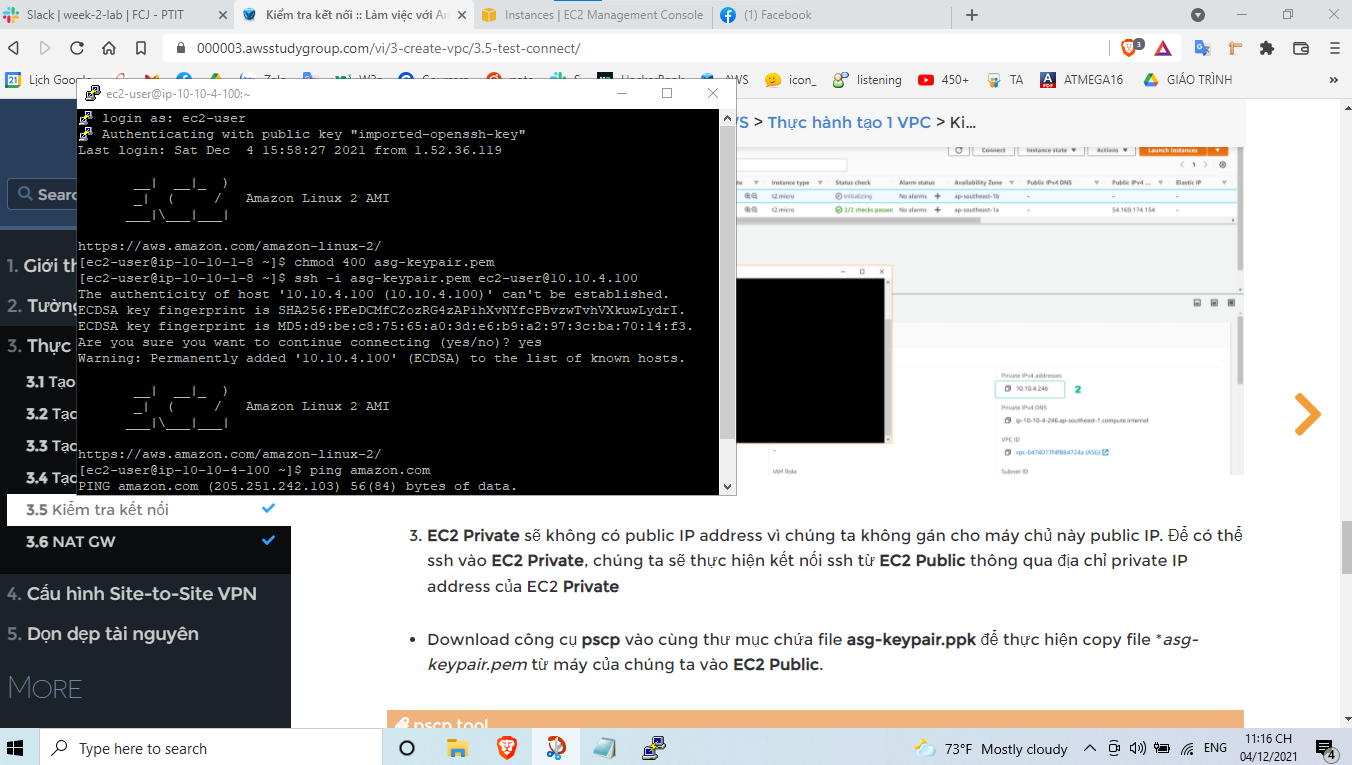 Slack | week-2-lab | FCJ - PTIT
Kiểm tra kết nối :: Làm việc với Am
Instances | EC2 Management Console
(1) Facebook
000003.awsstudygroup.com/vi/3-create-vpc/3.5-test-connect/
3
Lịch Google
AWS
icon_
listening
450+
TA
ATMEGA16
GIÁO TRÌNH
»
ec2-user@ip-10-10-4-100:~
login as: ec2-user
Authenticating with public key "imported-openssh-key"
Last login: Sat Dec  4 15:58:27 2021 from 1.52.36.119
__|  __|_  )
_|  (     /   Amazon Linux 2 AMI
___|\___|___|
https://aws.amazon.com/amazon-linux-2/
[ec2-user@ip-10-10-1-8 ~]$ chmod 400 asg-keypair.pem
[ec2-user@ip-10-10-1-8 ~]$ ssh -i asg-keypair.pem ec2-user@10.10.4.100
The authenticity of host '10.10.4.100 (10.10.4.100)' can't be established.
ECDSA key fingerprint is SHA256:PEeDCMfCZozRG4zAPihXvNYfcPBvzwTvhVXkuwLydrI.
ECDSA key fingerprint is MD5:d9:be:c8:75:65:a0:3d:e6:b9:a2:97:3c:ba:70:14:f3.
Are you sure you want to continue connecting (yes/no)? yes
Warning: Permanently added '10.10.4.100' (ECDSA) to the list of known hosts.
__|  __|_  )
_|  (     /   Amazon Linux 2 AMI
___|\___|___|
https://aws.amazon.com/amazon-linux-2/
[ec2-user@ip-10-10-4-100 ~]$ ping amazon.com
PING amazon.com (205.251.242.103) 56(84) bytes of data.
VS > Thực hành tạo 1 VPC > Ki...
Connect
Instance state
Actions
Launch instances
1
Instance type
Status check
Alarm status
Availability Zone
Public IPv4 DNS
Public IPv4 ...
Elastic IP
t2.micro
Initializing
No alarms +
ap-southeast-1b
–
–
–
t2.micro
2/2 checks passed
No alarms +
ap-southeast-1a
–
54.169.174.134
–
Private IPv4 addresses
10.10.4.246
2
Private IPv4 DNS
ip-10-10-4-246.ap-southeast-1.compute.internal
VPC ID
vpc-0474017f4f884724a (ASG)
–
IAM Role
Subnet ID
Searc
1. Giới th
2. Tường
3. Thực
3.1 Tạo
3.2 Tạo
3.3 Tạo
3.4 Tạo
3.5 Kiểm tra kết nối
3.6 NAT GW
4. Cấu hình Site-to-Site VPN
5. Dọn dẹp tài nguyên
MORE
3. EC2 Private sẽ không có public IP address vì chúng ta không gán cho máy chủ này public IP. Để có thể
ssh vào EC2 Private, chúng ta sẽ thực hiện kết nối ssh từ EC2 Public thông qua địa chỉ private IP
address của EC2 Private
• Download công cụ pscp vào cùng thư mục chứa file asg-keypair.ppk để thực hiện copy file *asg-
keypair.pem từ máy của chúng ta vào EC2 Public.
pscp tool
Type here to search
73°F Mostly cloudy
ENG
11:16 CH
04/12/2021
4